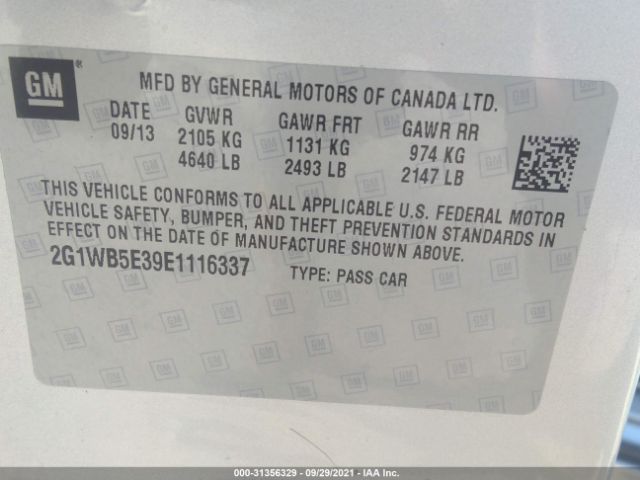 GM®
MFD BY GENERAL MOTORS OF CANADA LTD.
DATE GVWR GAWR FRT GAWR RR
09/13 2105 KG 1131 KG 974 KG
4640 LB 2493 LB 2147 LB
THIS VEHICLE CONFORMS TO ALL APPLICABLE U.S. FEDERAL MOTOR
VEHICLE SAFETY, BUMPER, AND THEFT PREVENTION STANDARDS IN
EFFECT ON THE DATE OF MANUFACTURE SHOWN ABOVE.
2G1WB5E39E1116337 TYPE: PASS CAR
000-31356329 - 09/29/2021 - IAA Inc.